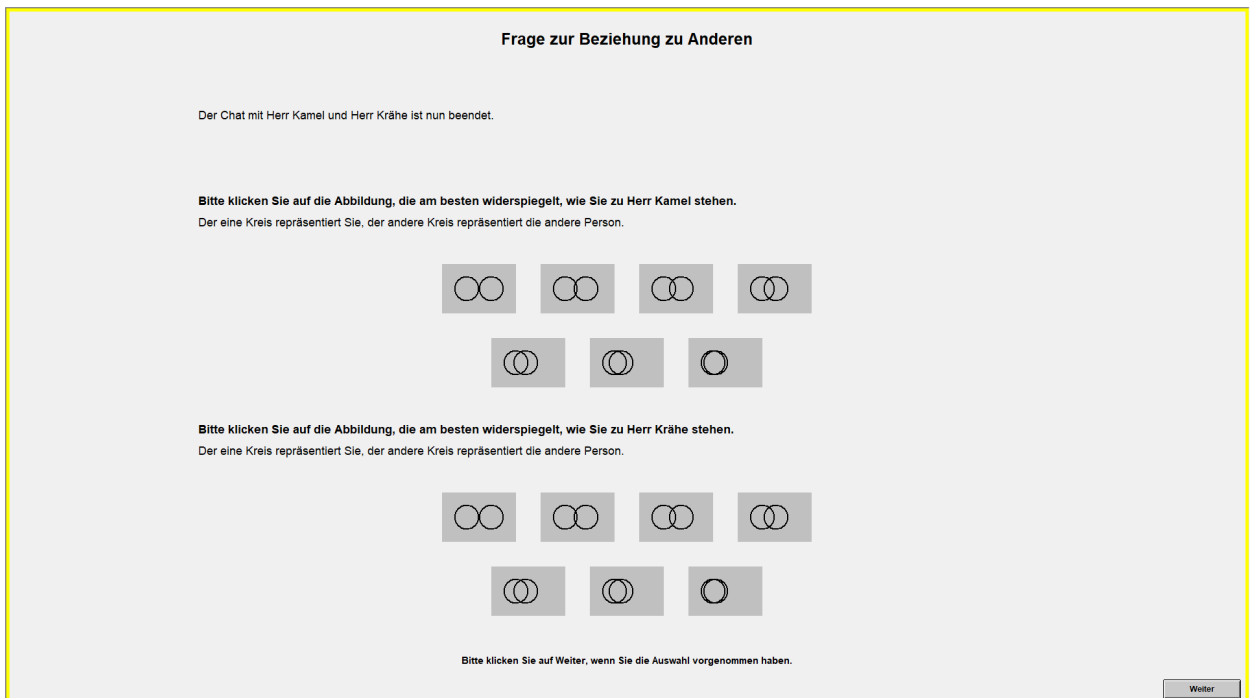 Frage zur Beziehung zu Anderen
Der Chat mit Herr Kamel und Herr Krähe ist nun beendet.
Bitte klicken Sie auf die Abbildung, die am besten widerspiegelt, wie Sie zu Herr Kamel stehen.
Der eine Kreis repräsentiert Sie, der andere Kreis repräsentiert die andere Person.
Bitte klicken Sie auf die Abbildung, die am besten widerspiegelt, wie Sie zu Herr Krähe stehen.
Der eine Kreis repräsentiert Sie, der andere Kreis repräsentiert die andere Person.
Bitte klicken Sie auf Weiter, wenn Sie die Auswahl vorgenommen haben.
Weiter